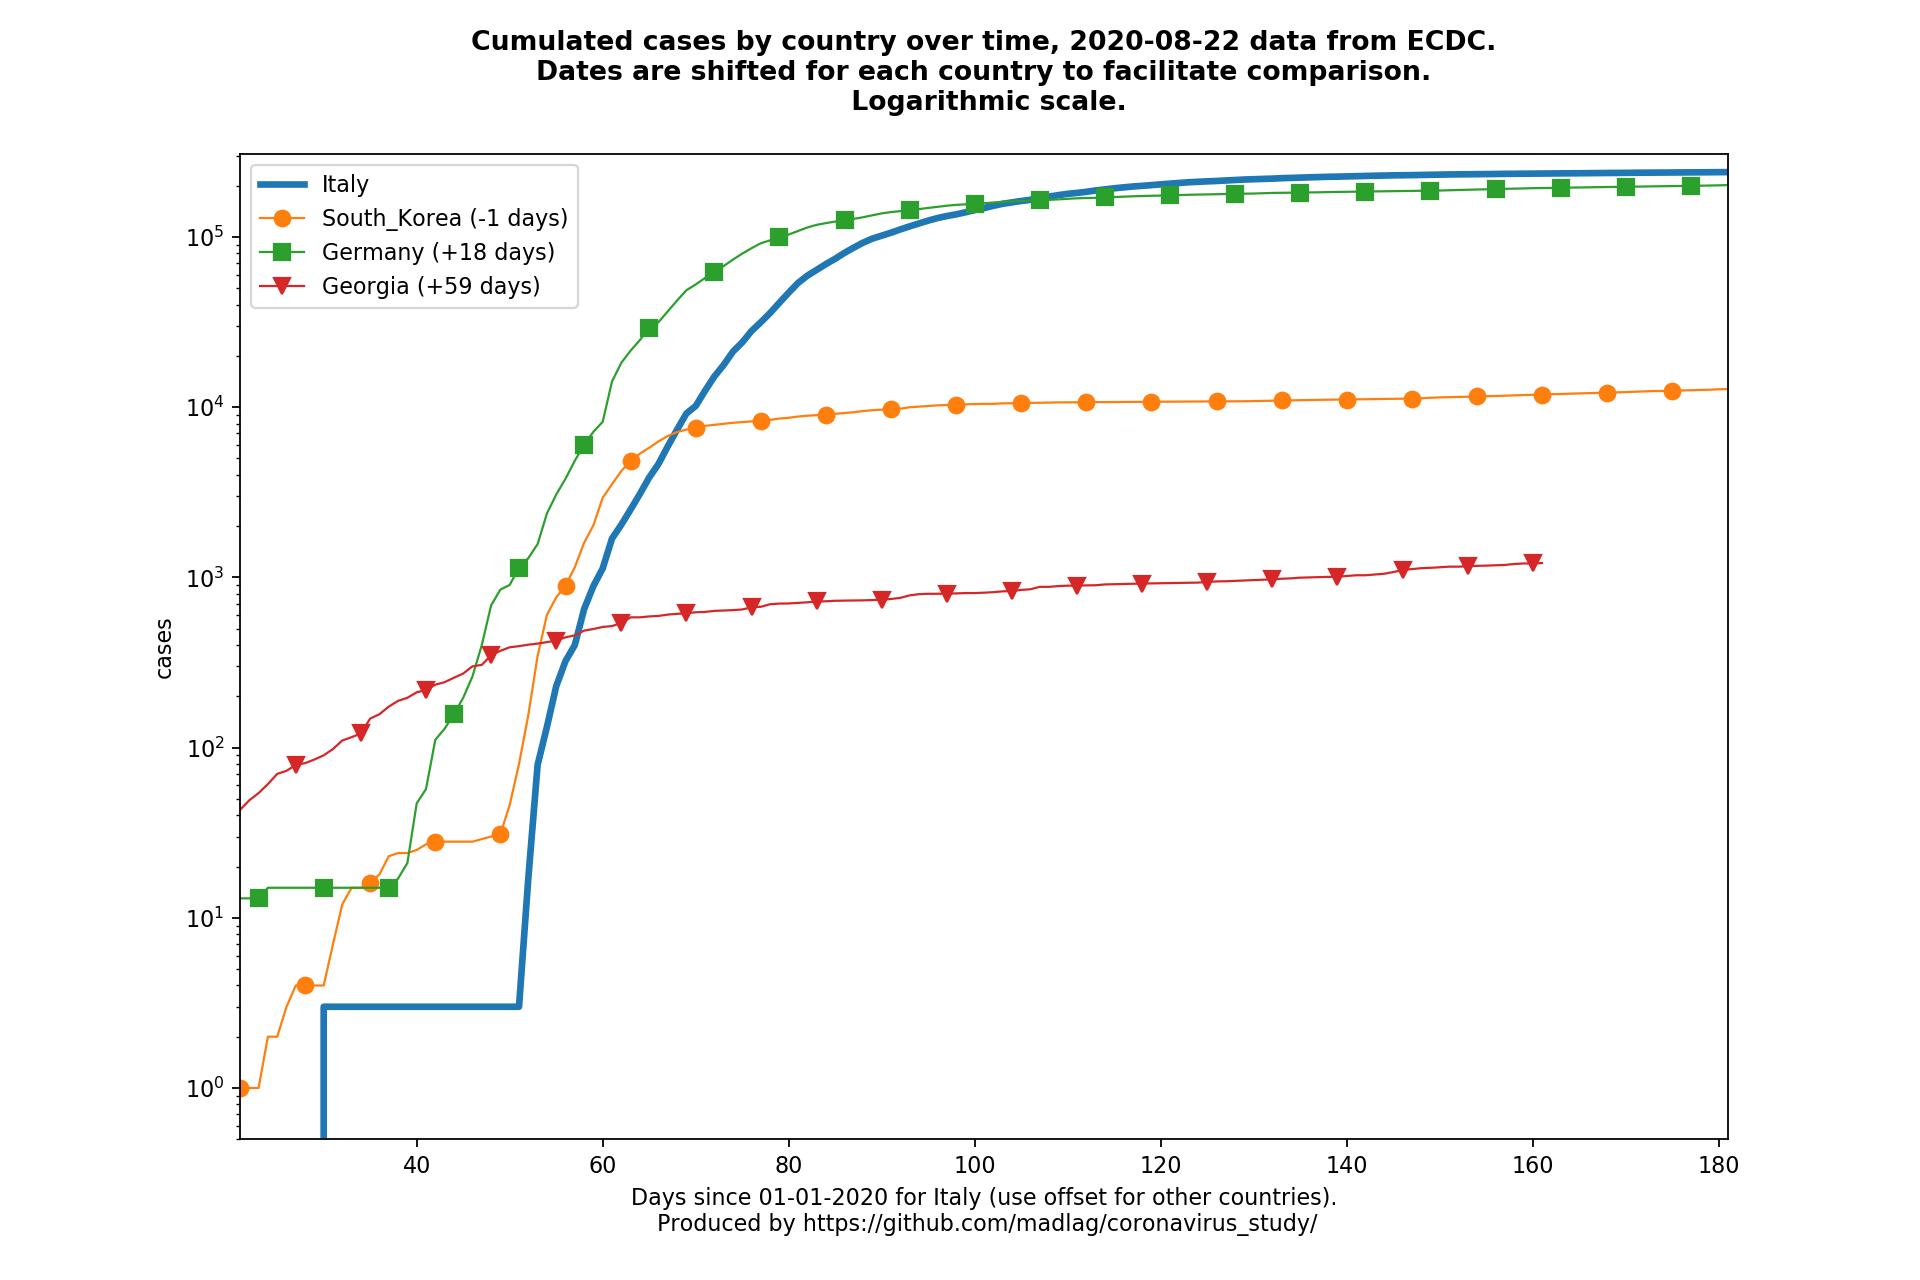 Cumulated cases by country over time, 2020-08-22 data from ECDC.
Dates are shifted for each country to facilitate comparison.
Logarithmic scale.
Italy
South_Korea (-1 days)
Germany (+18 days)
Georgia (+59 days)
10^5
10^4
10^3
10^2
10^1
10^0
cases
40 60 80 100 120 140 160 180
Days since 01-01-2020 for Italy (use offset for other countries).
Produced by https://github.com/madlag/coronavirus_study/